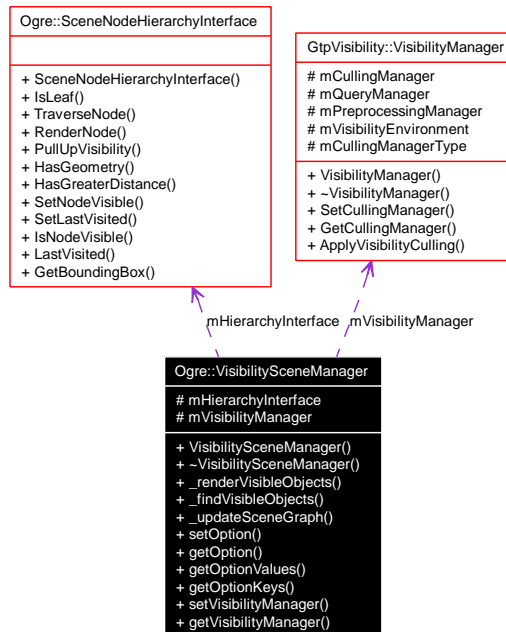 Ogre::SceneNodeHierarchyInterface
+ SceneNodeHierarchyInterface()
+ IsLeaf()
+ TraverseNode()
+ RenderNode()
+ PullUpVisibility()
+ HasGeometry()
+ HasGreaterDistance()
+ SetNodeVisible()
+ SetLastVisited()
+ IsNodeVisible()
+ LastVisited()
+ GetBoundingBox()
GtpVisibility::VisibilityManager
# mCullingManager
# mQueryManager
# mPreprocessingManager
# mVisibilityEnvironment
# mCullingManagerType
+ VisibilityManager()
+ ~VisibilityManager()
+ SetCullingManager()
+ GetCullingManager()
+ ApplyVisibilityCulling()
mHierarchyInterface
mVisibilityManager
Ogre::VisibilitySceneManager
# mHierarchyInterface
# mVisibilityManager
+ VisibilitySceneManager()
+ ~VisibilitySceneManager()
+ _renderVisibleObjects()
+ _findVisibleObjects()
+ _updateSceneGraph()
+ setOption()
+ getOption()
+ getOptionValues()
+ getOptionKeys()
+ setVisibilityManager()
+ getVisibilityManager()